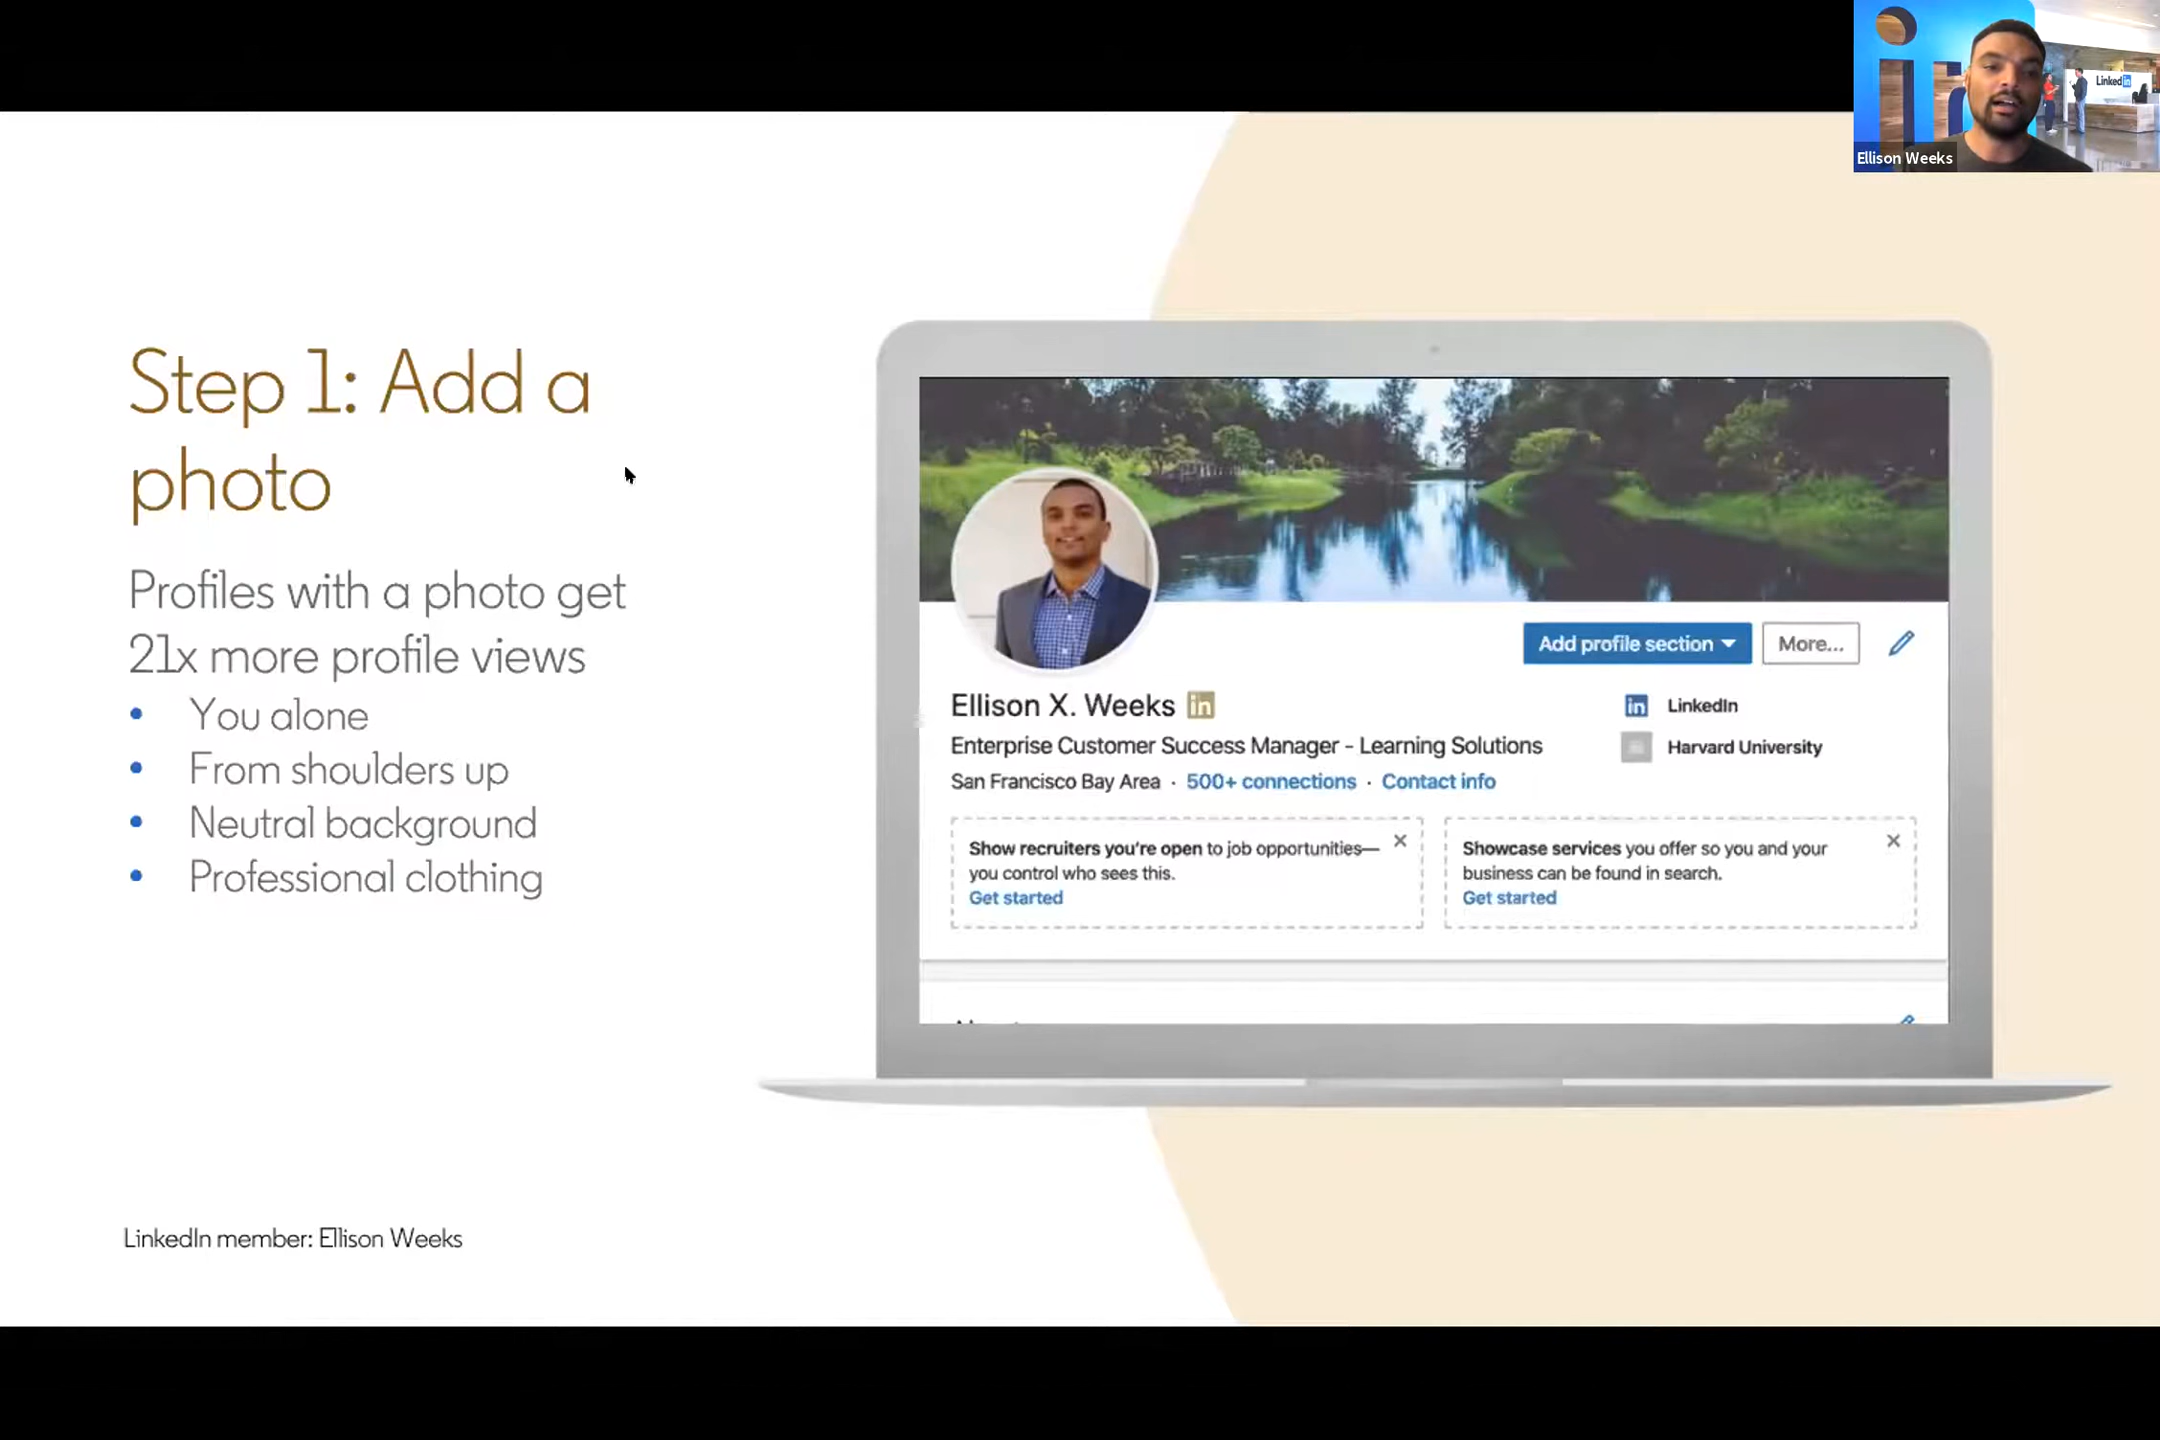 Linkedin
Ellison Weeks
Step 1: Add a
photo
Profiles with a photo get
21x more profile views
• You alone
• From shoulders up
• Neutral background
• Professional clothing
LinkedIn member: Ellison Weeks
Add profile section
More...
Ellison X. Weeks in
in LinkedIn
Enterprise Customer Success Manager - Learning Solutions
Harvard University
San Francisco Bay Area · 500+ connections · Contact info
Show recruiters you're open to job opportunities—
you control who sees this.
Get started
Showcase services you offer so you and your
business can be found in search.
Get started